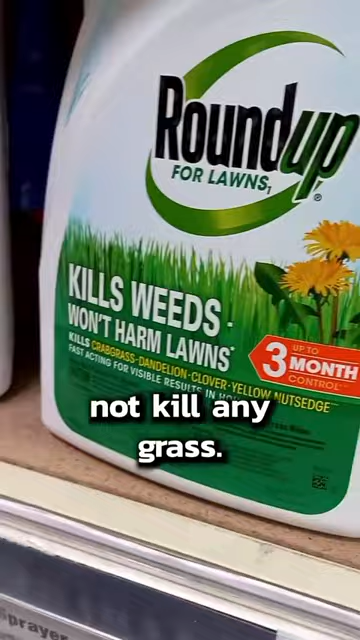 Roundup®
FOR LAWNS₁
KILLS WEEDS·
WON'T HARM LAWNS*
KILLS CRABGRASS·DANDELION·CLOVER·YELLOW NUTSEDGE
FAST ACTING FOR VISIBLE RESULTS IN
UP TO
3 MONTH
CONTROL
not kill any
grass.
Sprayer